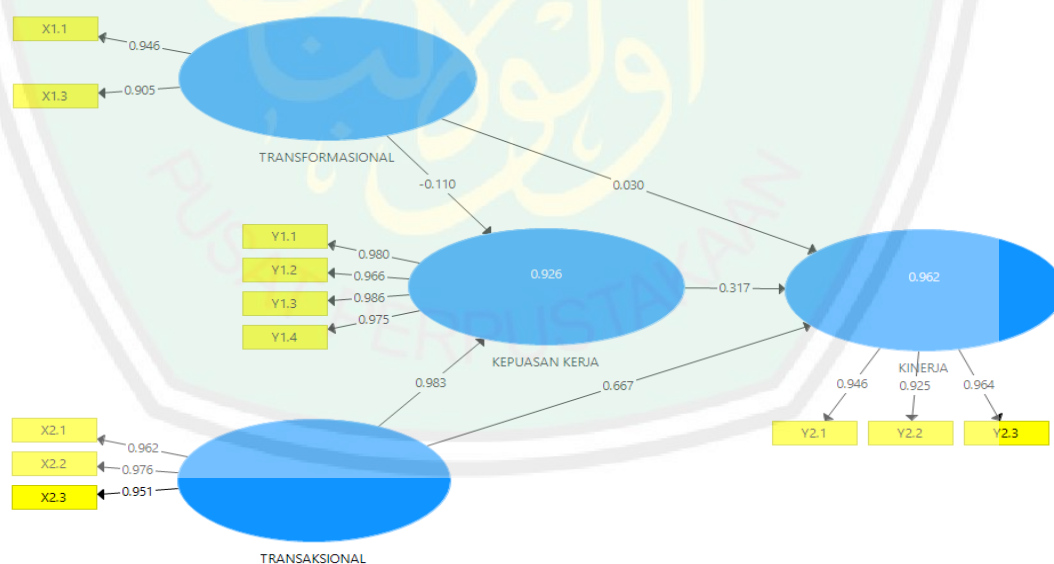 X1.1
0.946
X1.3
0.905
TRANSFORMASIONAL
-0.110
0.030
Y1.1
0.980
Y1.2
0.966
Y1.3
0.986
Y1.4
0.975
0.926
KEPUASAN KERJA
0.317
0.962
KINERJA
0.983
0.667
0.946
0.925
0.964
Y2.1
Y2.2
Y2.3
X2.1
0.962
X2.2
0.976
X2.3
0.951
TRANSAKSIONAL
PUSAT PERPUSTAKAAN